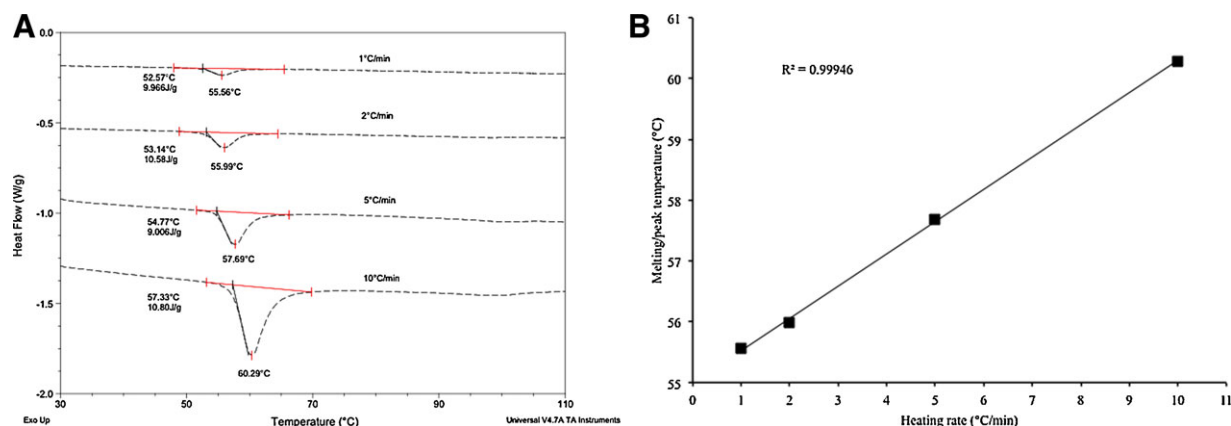 A
0.0
-0.5
-1.0
-1.5
-2.0
Heat Flow (W/g)
1°C/min
52.57°C
9.966J/g
55.56°C
2°C/min
53.14°C
10.58J/g
55.99°C
5°C/min
54.77°C
9.006J/g
57.69°C
10°C/min
57.33°C
10.80J/g
60.29°C
30 50 70 90 110
Exo Up
Temperature (°C)
Universal V4.7A TA Instruments
B
61
60
59
58
57
56
55
Melting/peak temperature (°C)
R² = 0.99946
0 1 2 3 4 5 6 7 8 9 10 11
Heating rate (°C/min)